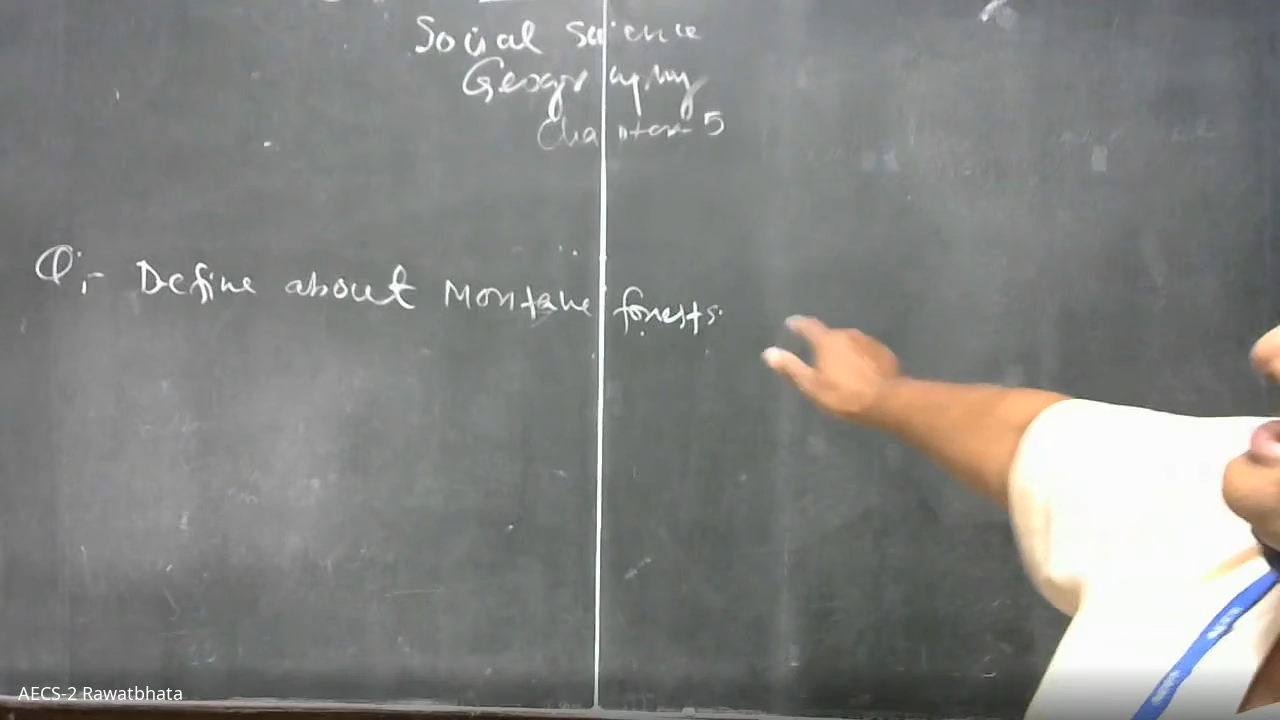 Social Science
Geography
Chapter 5
Q:- Define about Montane forests.
AECS-2 Rawatbhata